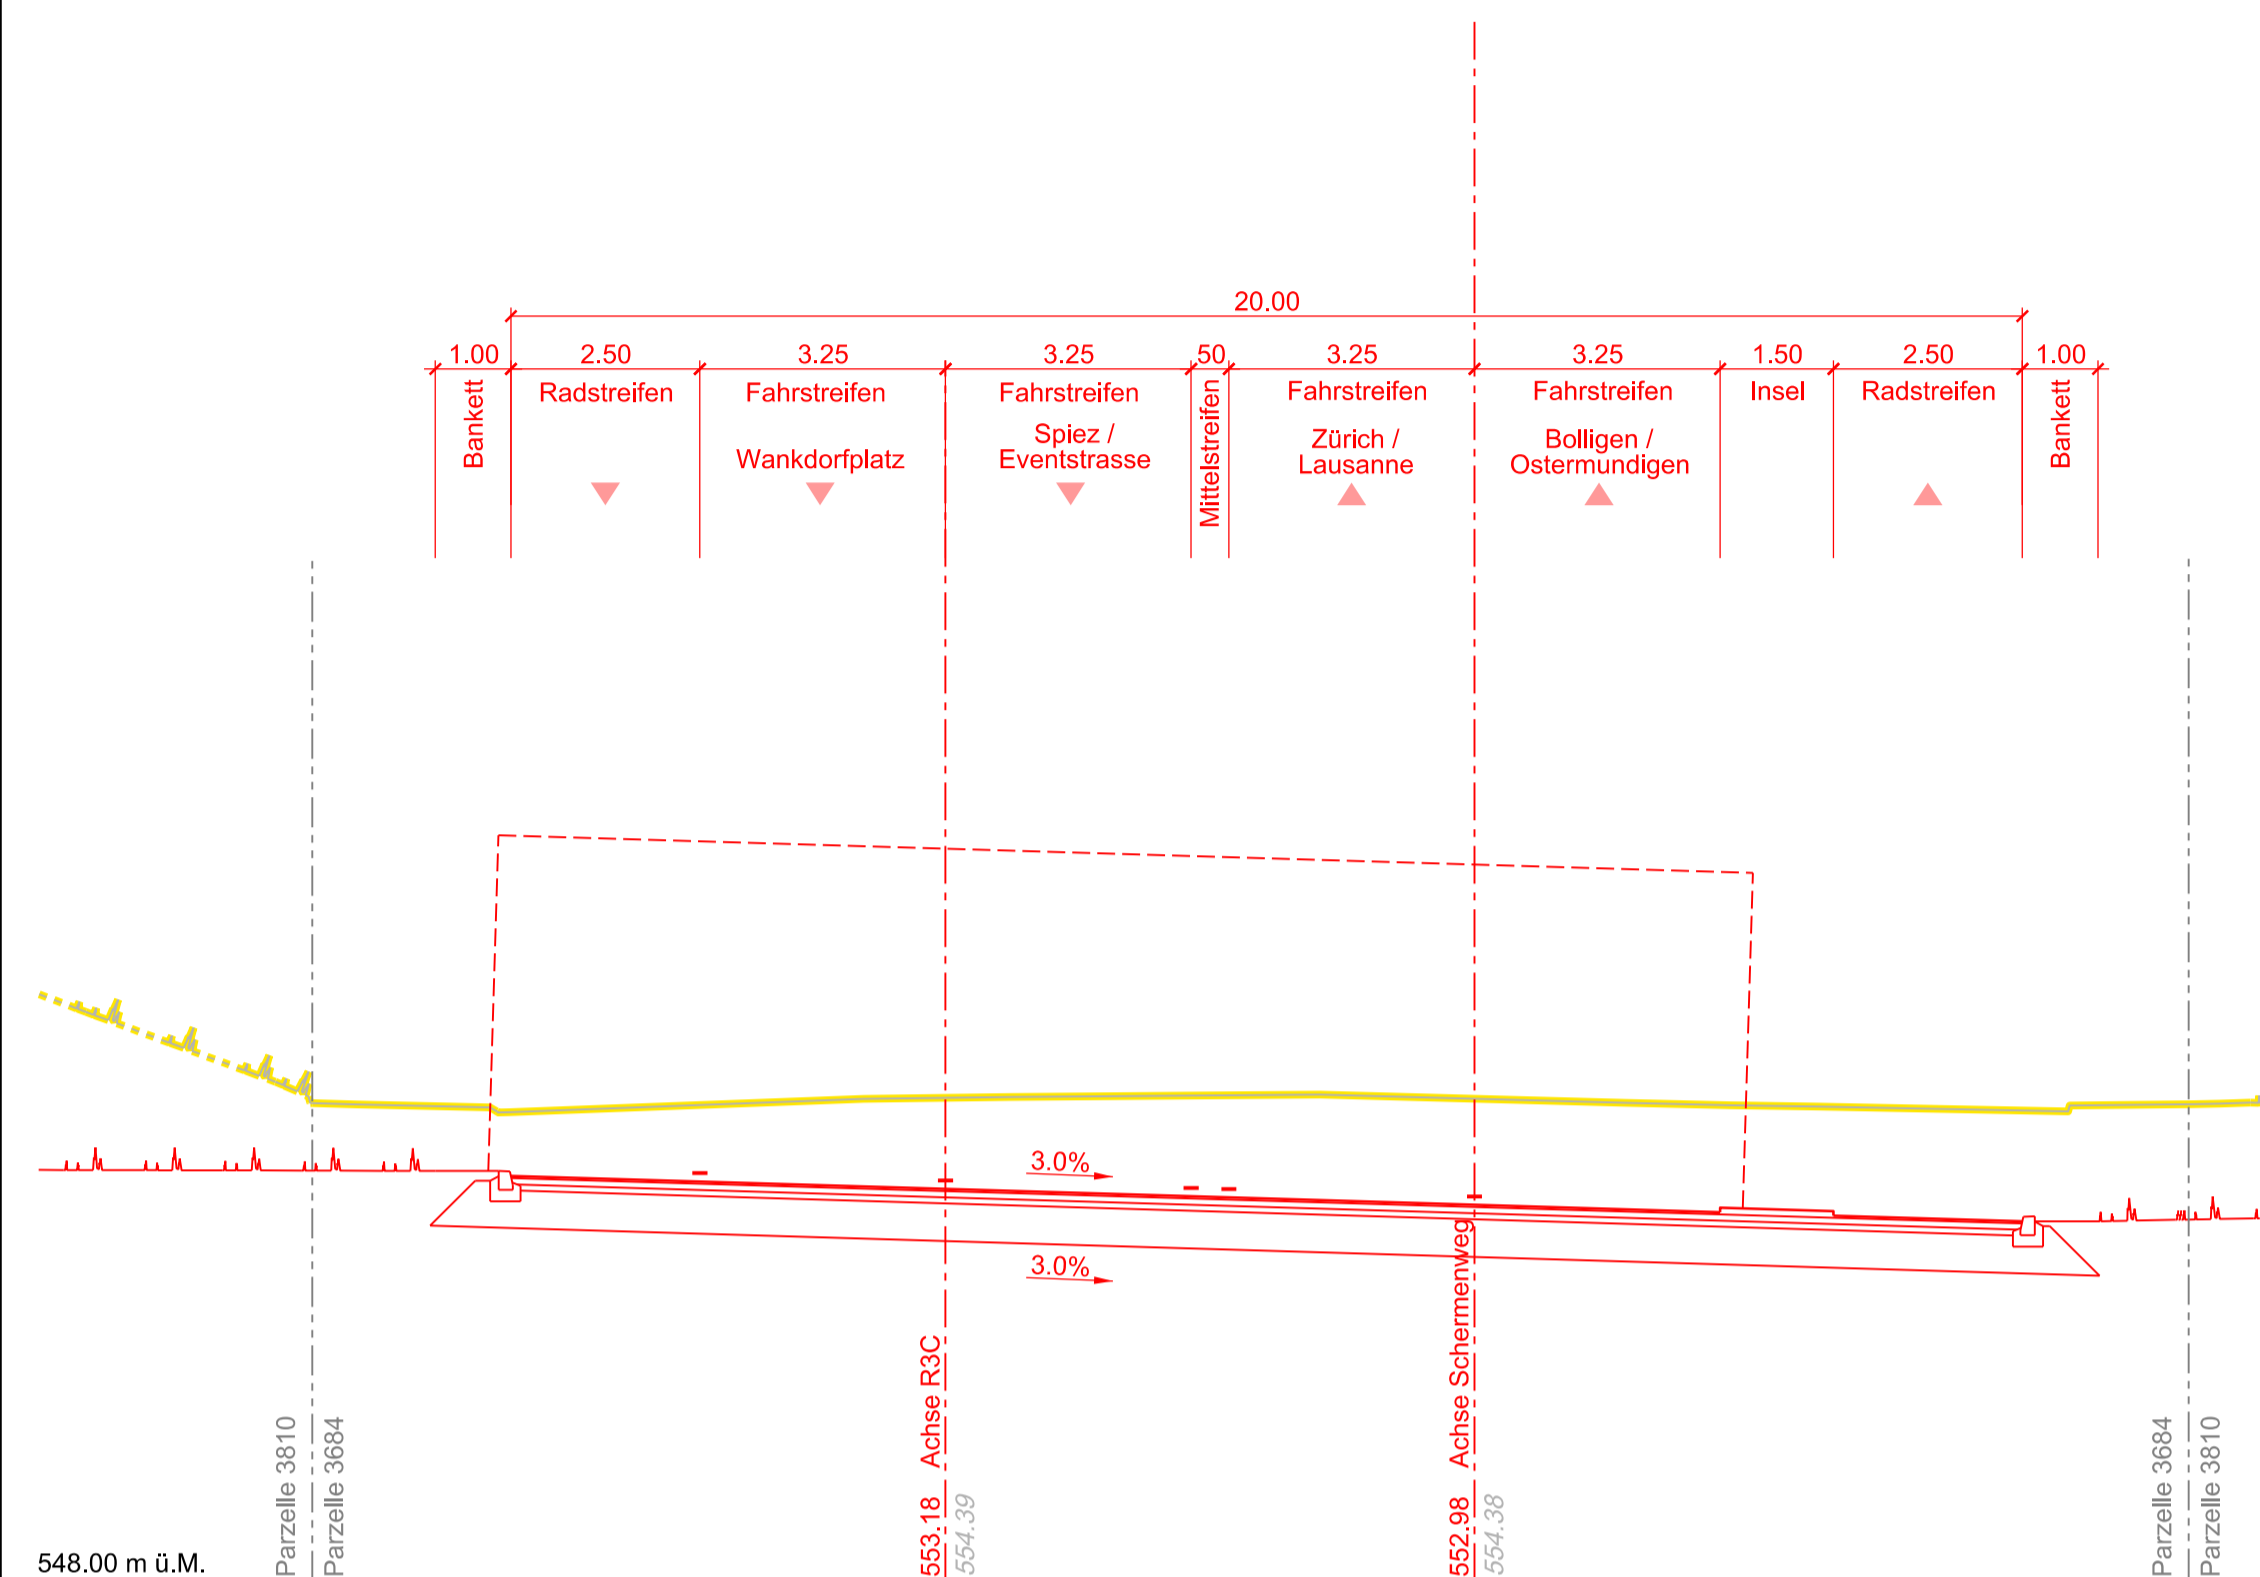 20.00
1.00 2.50 3.25 3.25 50 3.25 3.25 1.50 2.50 1.00
Bankett
Radstreifen
Fahrstreifen
Wankdorfplatz
Fahrstreifen
Spiez /
Eventstrasse
Mittelstreifen
Fahrstreifen
Zürich /
Lausanne
Fahrstreifen
Bolligen /
Ostermundigen
Insel
Radstreifen
Bankett
3.0%
3.0%
Parzelle 3810
Parzelle 3684
553.18 Achse R3C
554.39
552.98 Achse Schermenweg
554.38
Parzelle 3684
Parzelle 3810
548.00 m ü.M.